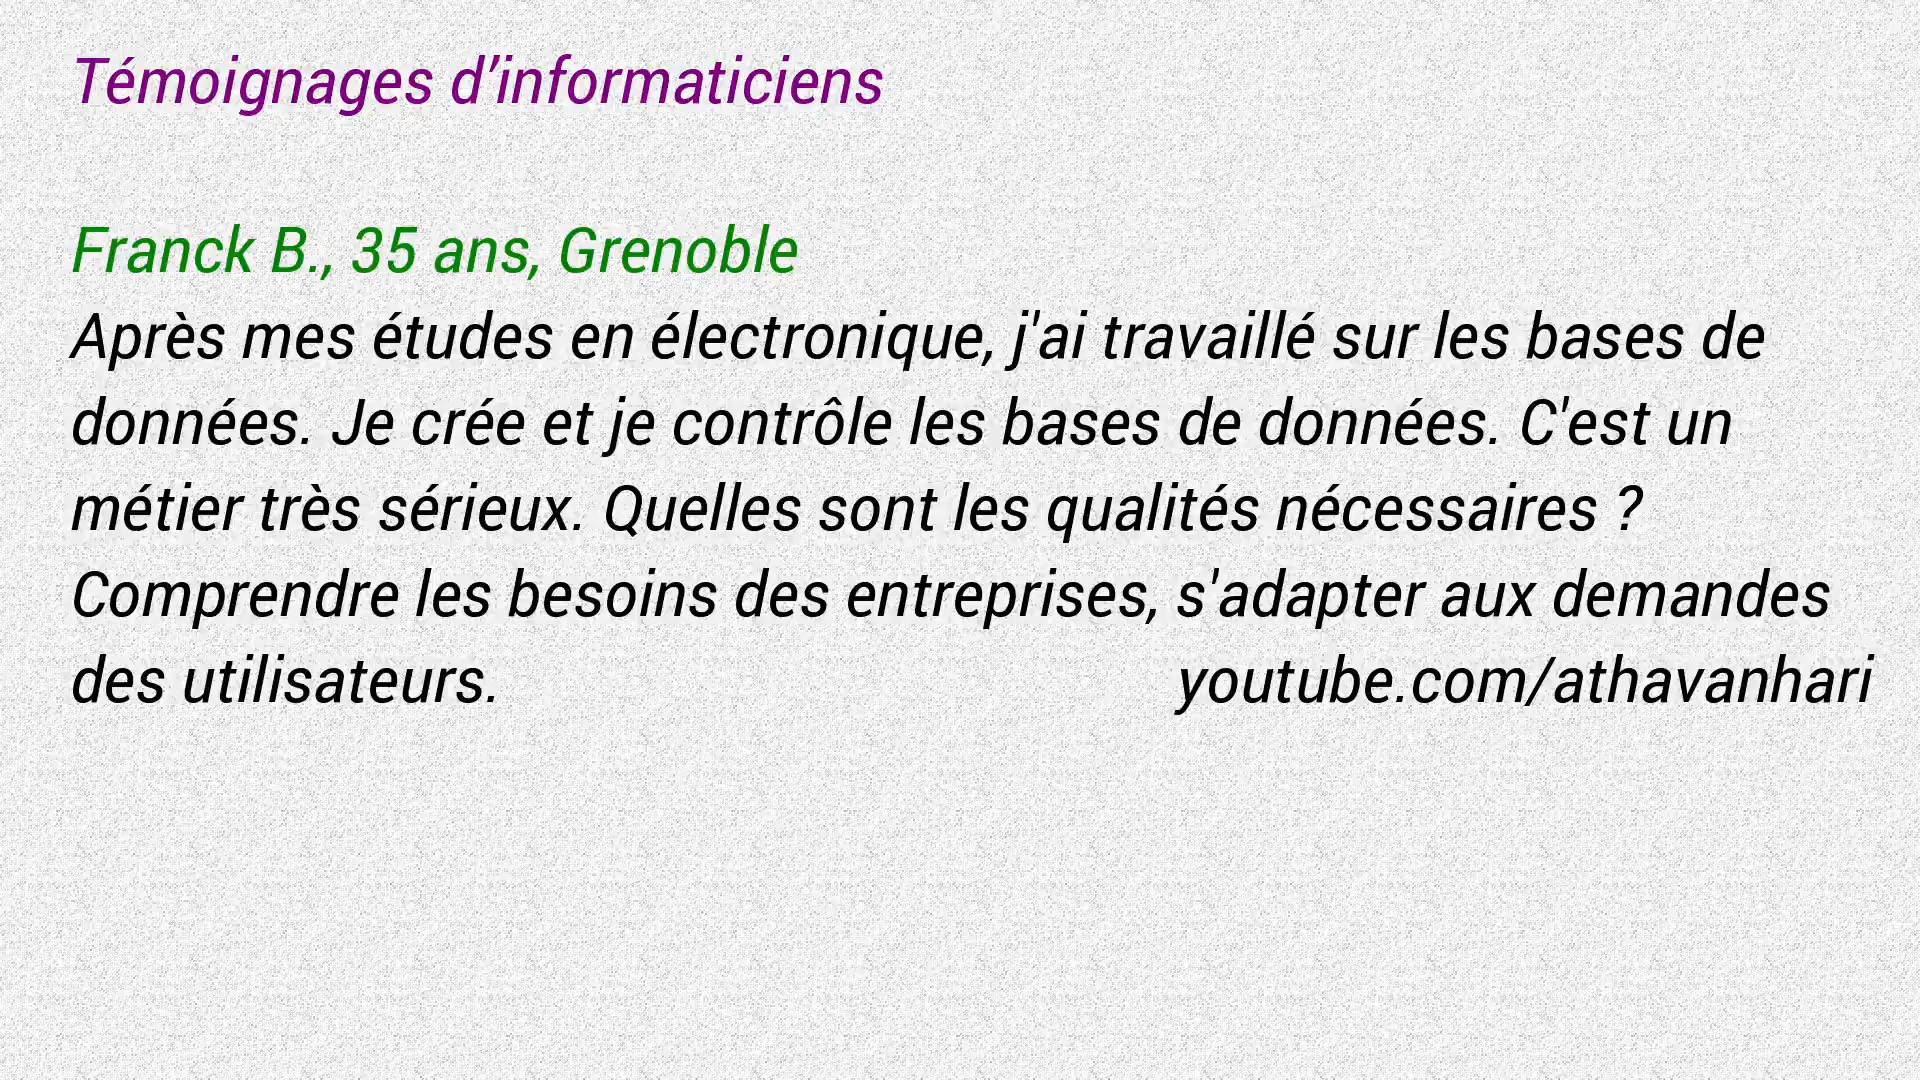 Témoignages d’informaticiens
Franck B., 35 ans, Grenoble
Après mes études en électronique, j'ai travaillé sur les bases de
données. Je crée et je contrôle les bases de données. C'est un
métier très sérieux. Quelles sont les qualités nécessaires ?
Comprendre les besoins des entreprises, s'adapter aux demandes
des utilisateurs. youtube.com/athavanhari